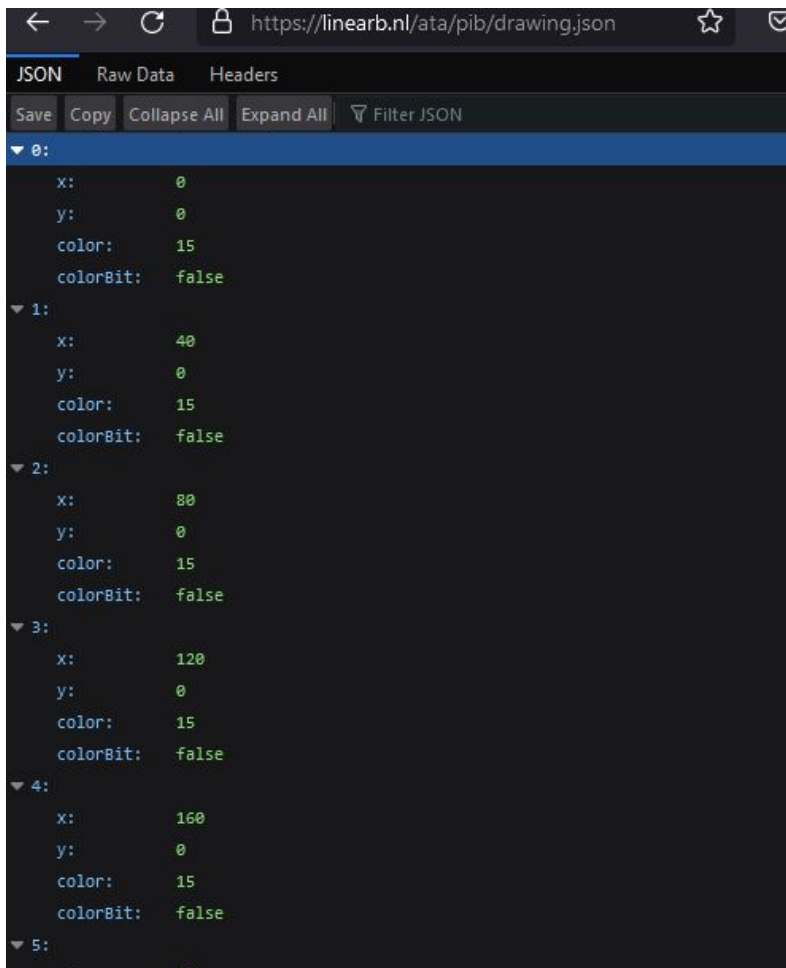 https://linearb.nl/ata/pib/drawing.json
JSON Raw Data Headers
Save Copy Collapse All Expand All Filter JSON
0:
x: 0
y: 0
color: 15
colorBit: false
1:
x: 40
y: 0
color: 15
colorBit: false
2:
x: 80
y: 0
color: 15
colorBit: false
3:
x: 120
y: 0
color: 15
colorBit: false
4:
x: 160
y: 0
color: 15
colorBit: false
5: